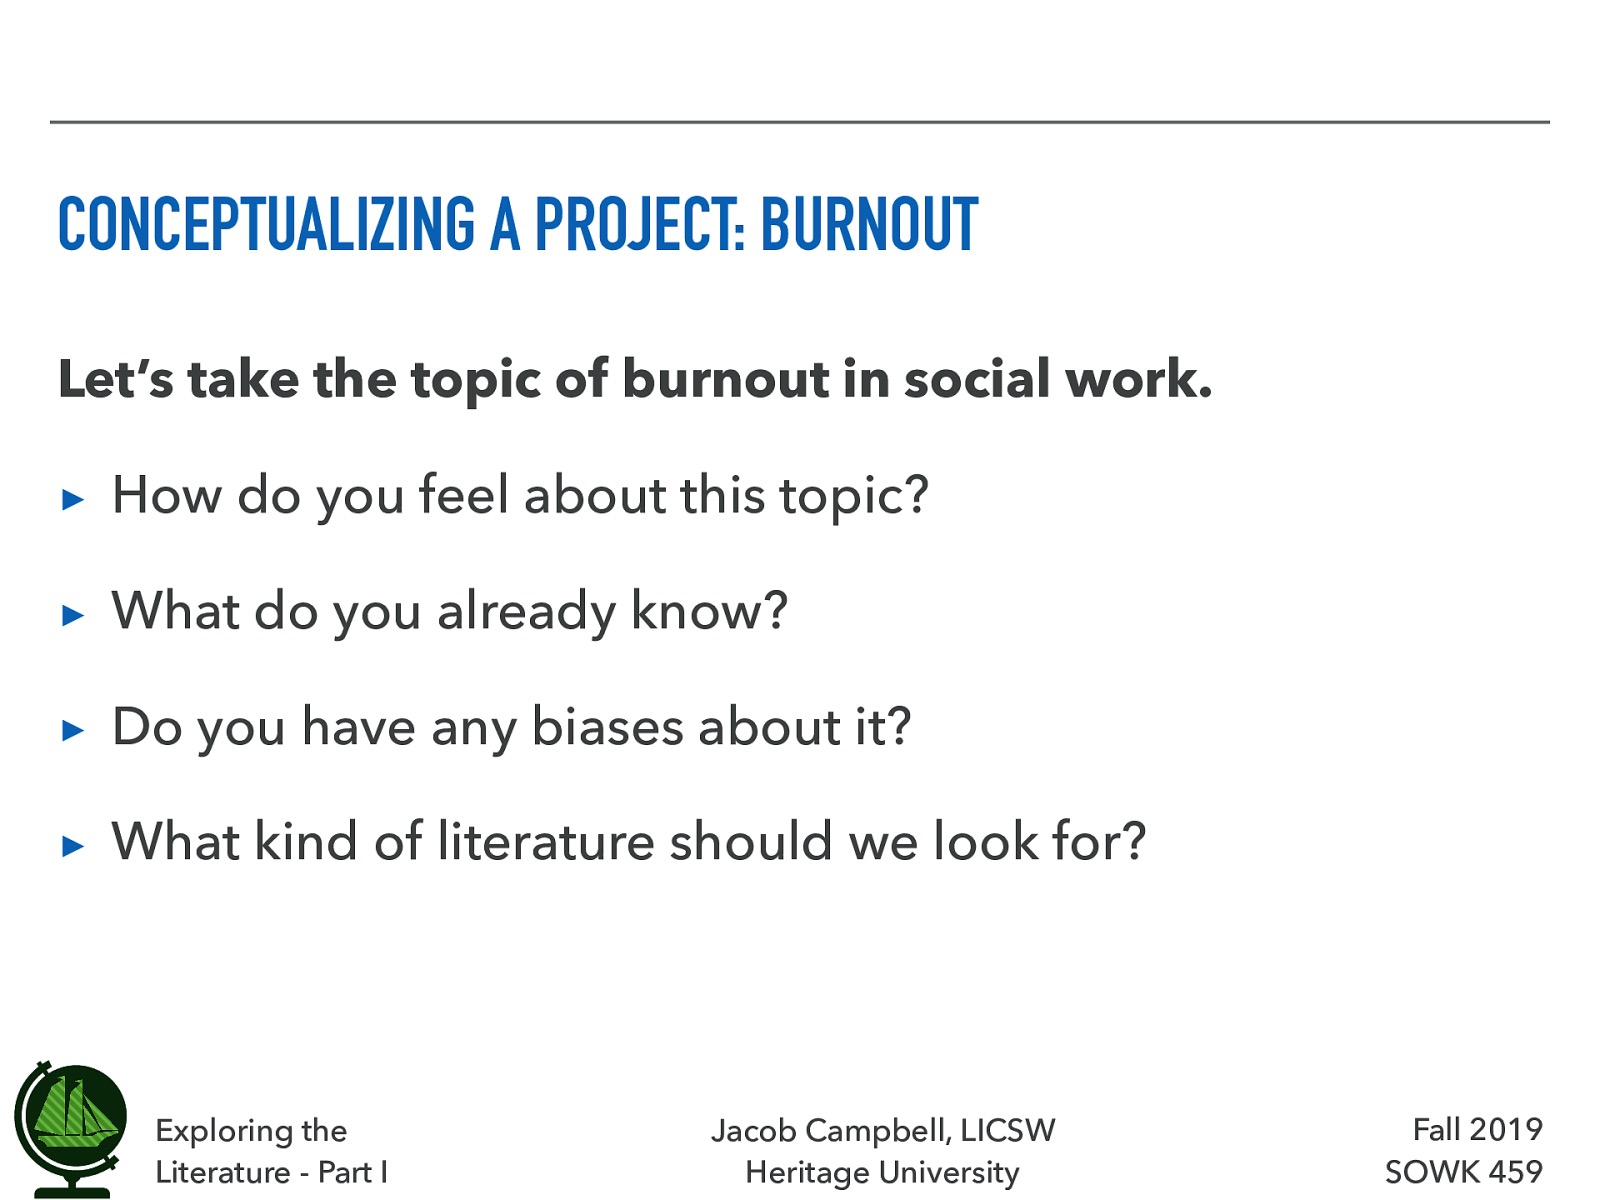 CONCEPTUALIZING A PROJECT: BURNOUT
Let’s take the topic of burnout in social work.
▸ How do you feel about this topic?
▸ What do you already know?
▸ Do you have any biases about it?
▸ What kind of literature should we look for?
Exploring the
Literature - Part I
Jacob Campbell, LICSW
Heritage University
Fall 2019
SOWK 459